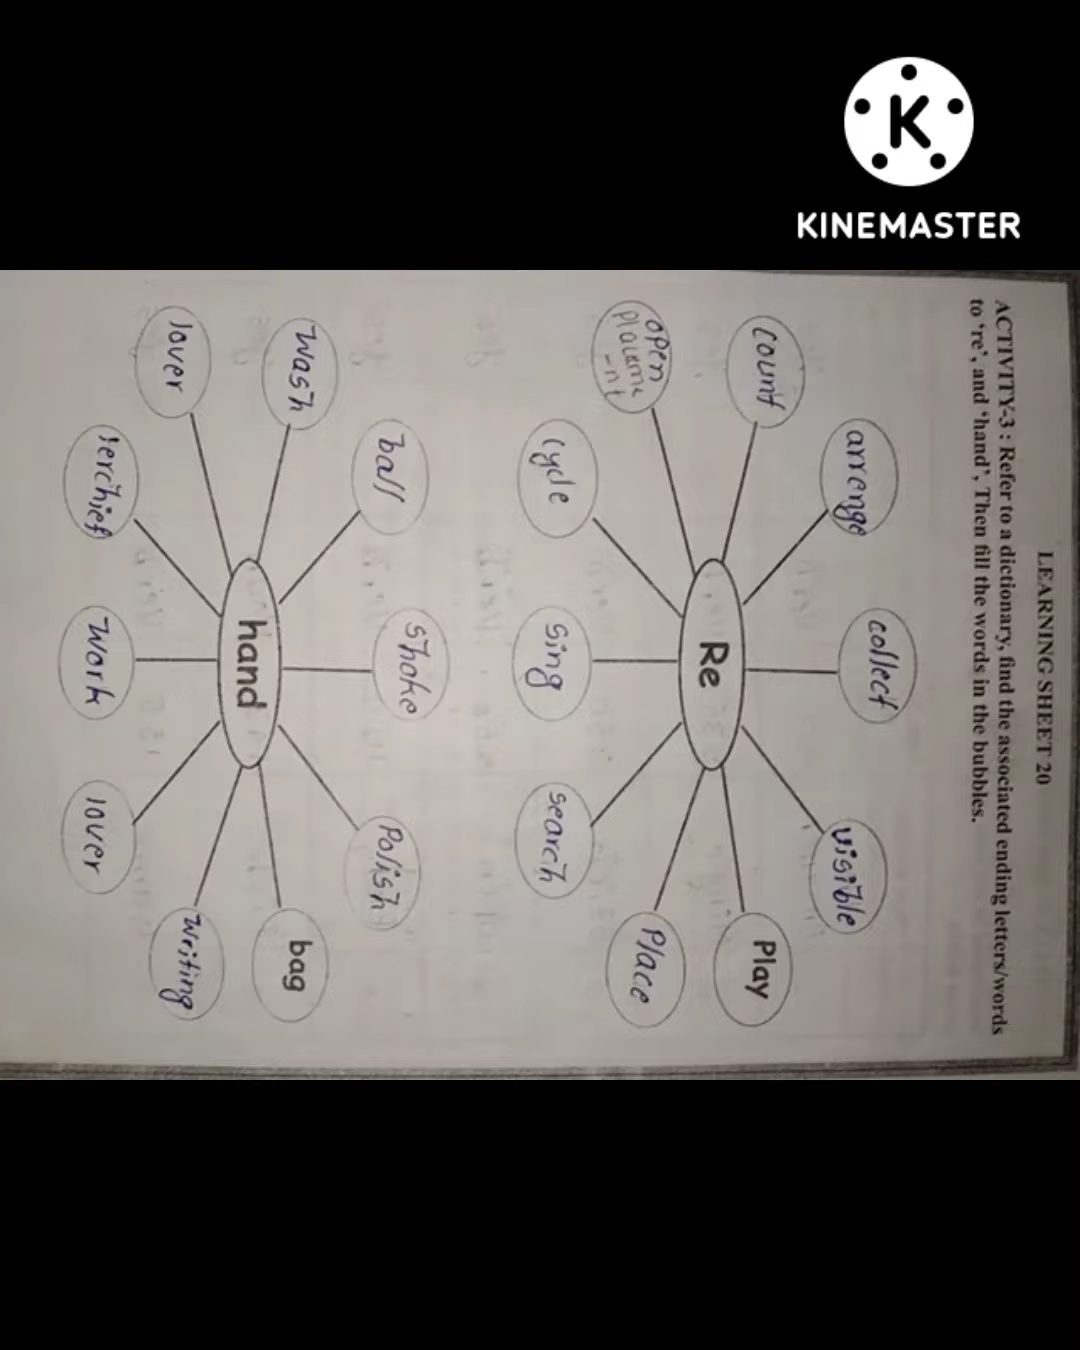 KINEMASTER
LEARNING SHEET 20
ACTIVITY-3 : Refer to a dictionary, find the associated ending letters/words
to 're', and 'hand'. Then fill the words in the bubbles.
collect
arrenge
visible
count
Play
open
placeme
-nt
Re
Place
cycle
sing
search
shake
ball
Polish
wash
bag
hand
lover
writing
kerchief
work
lover